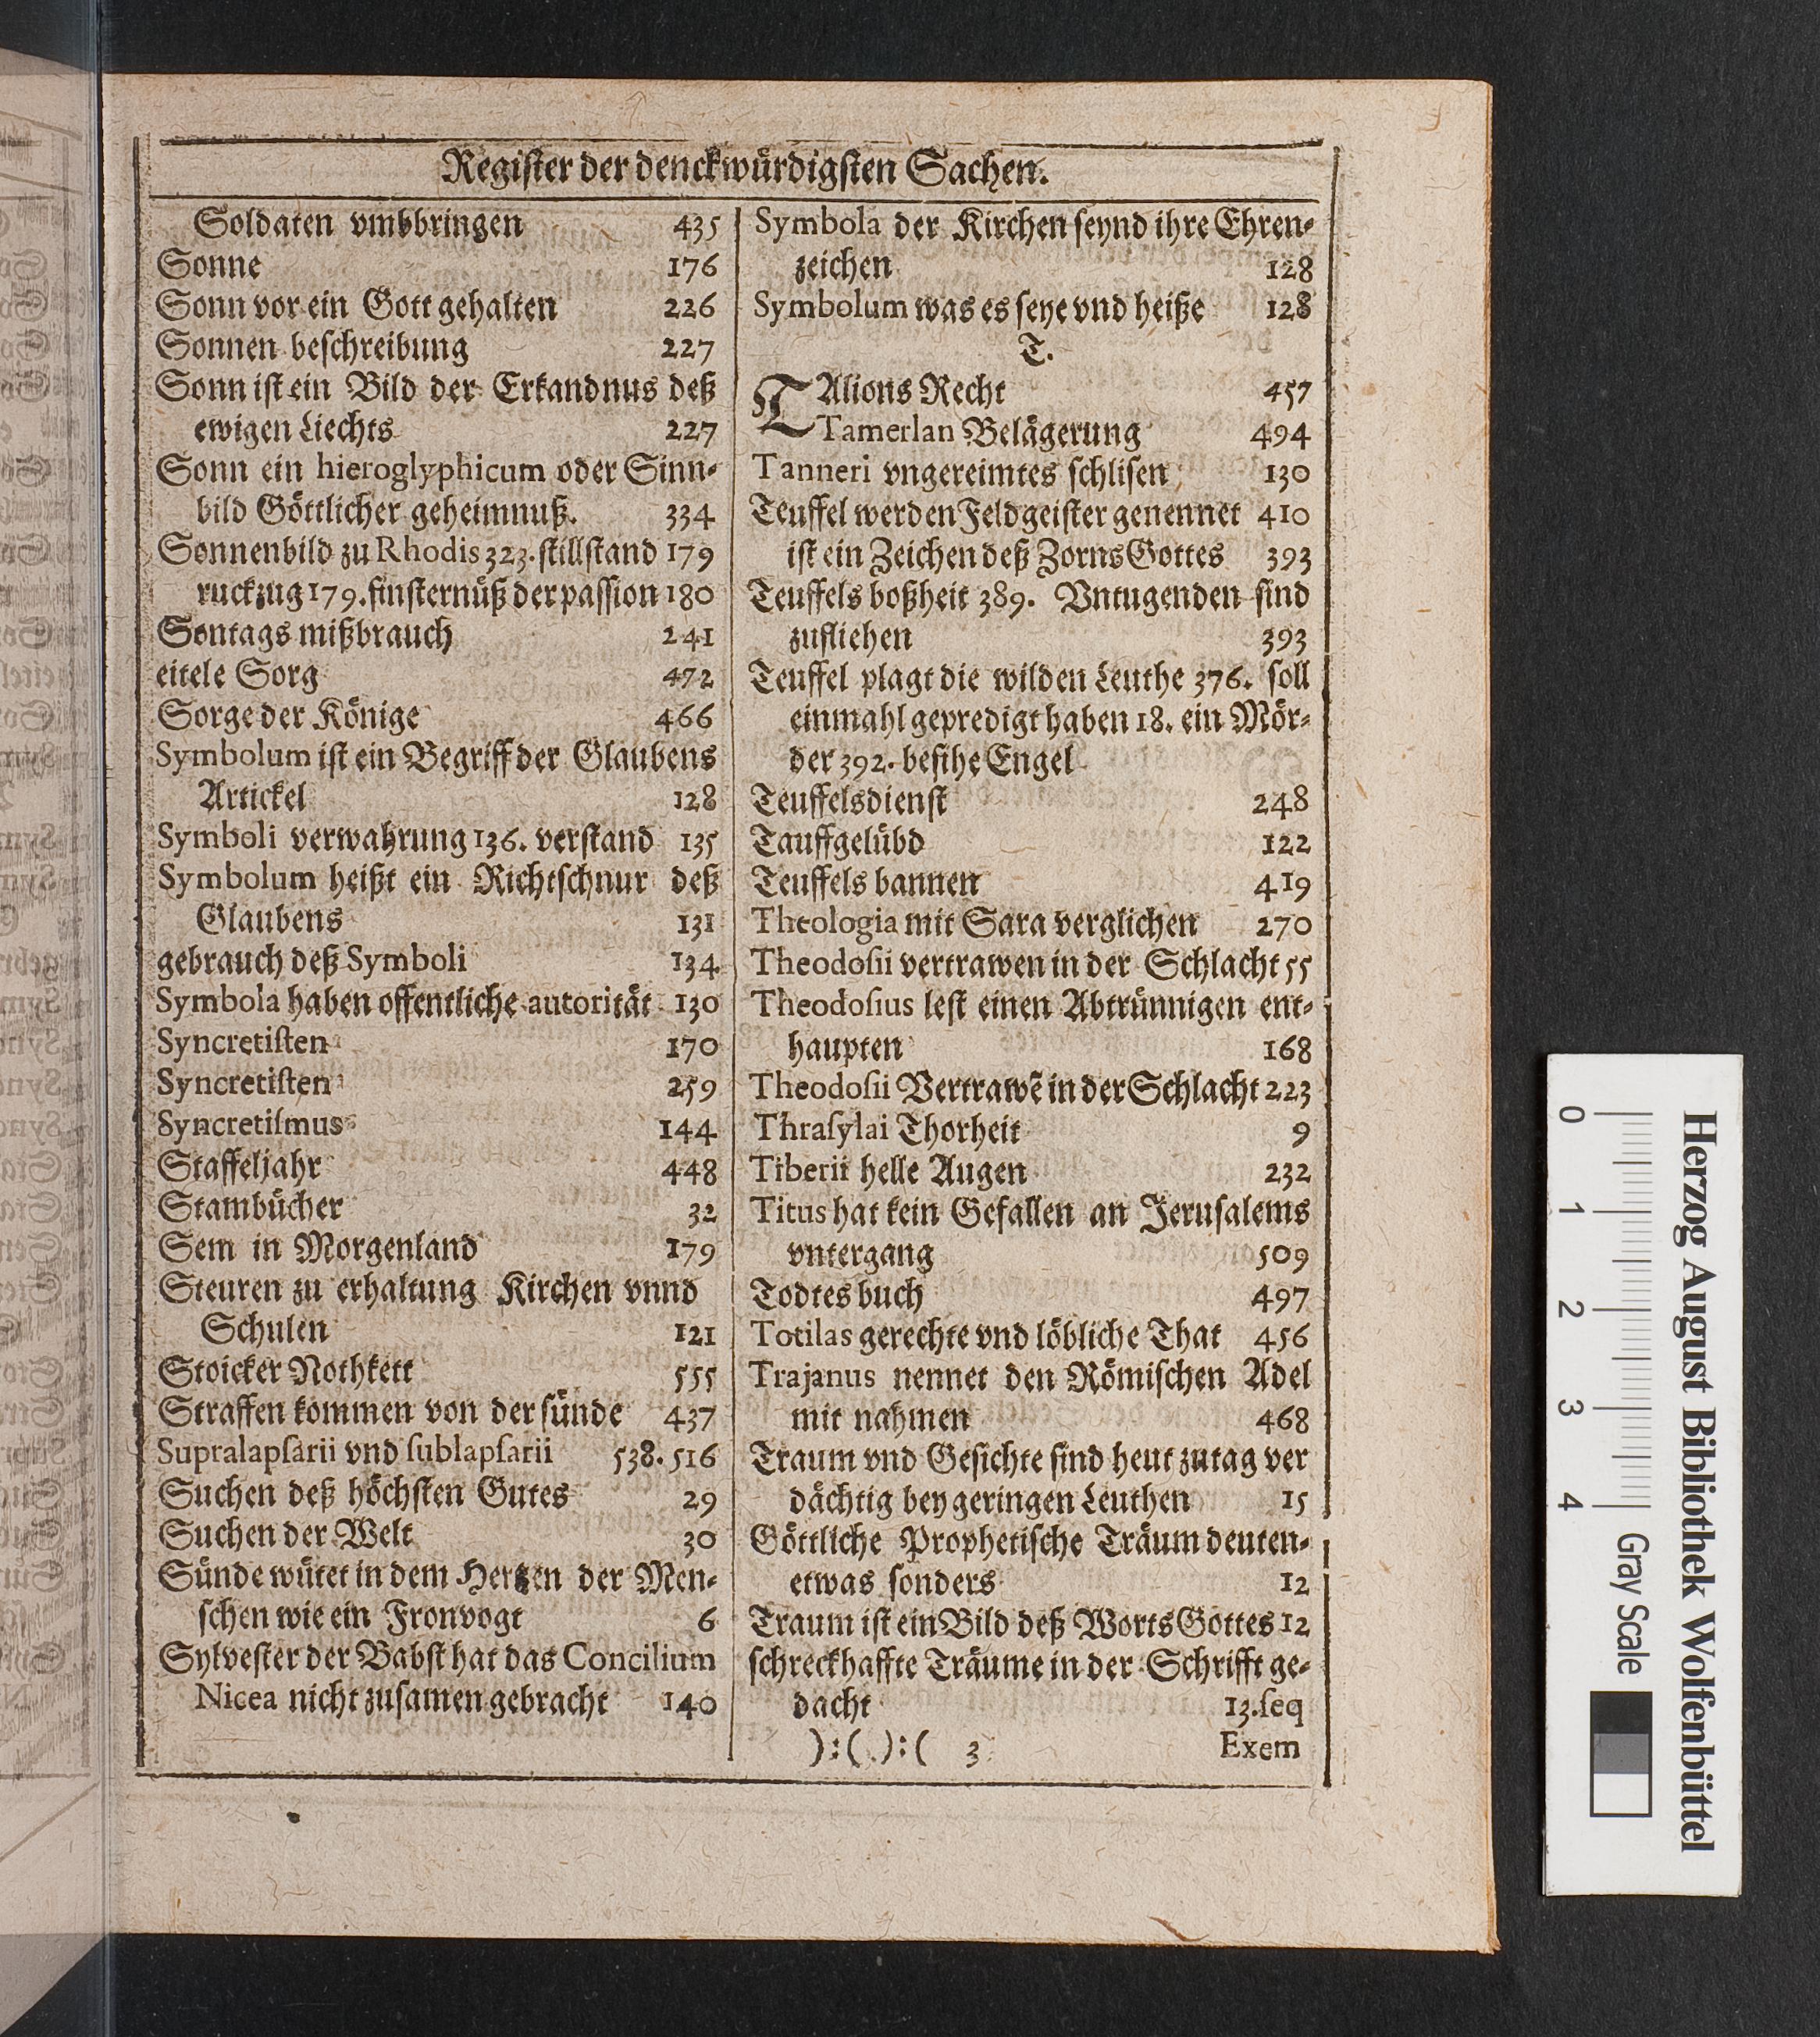 Regiſter der denckwürdigſten Sachen.
Soldaten vmbbringen 435
Sonne 176
Sonn vor ein Gott gehalten 226
Sonnen beſchreibung 227
Sonn iſt ein Bild der Erkandnus deß
ewigen Liechts 227
Sonn ein hieroglyphicum oder Sinn-
bild Göttlicher geheimnuß. 334
Sonnenbild zu Rhodis 323. ſtillſtand 179
ruckzug 179. finſternüß der paſſion 180
Sontags mißbrauch 241
eitele Sorg 472
Sorge der Könige 466
Symbolum iſt ein Begriff der Glaubens
Artickel 128
Symboli verwahrung 136. verſtand 135
Symbolum heißt ein Richtſchnur deß
Glaubens 131
gebrauch deß Symboli 134
Symbola haben offentliche autorität 130
Syncretiſten 170
Syncretiſten 259
Syncretiſmus 144
Staffeljahr 448
Stambücher 32
Sem in Morgenland 179
Steuren zu erhaltung Kirchen vnnd
Schulen 121
Stoicker Nothkett 555
Straffen kommen von der ſünde 437
Supralapſarii vnd ſublapſarii 538. 516
Suchen deß höchſten Gutes 29
Suchen der Welt 30
Sünde wütet in dem Hertzen der Men-
ſchen wie ein Fronvogt 6
Sylveſter der Babſt hat das Concilium
Nicea nicht zuſamen gebracht 140
Symbola der Kirchen ſeynd ihre Ehren-
zeichen 128
Symbolum was es ſeye vnd heiße 128
T.
TAlions Recht 457
Tamerlan Belägerung 494
Tanneri vngereimtes ſchliſen 130
Teuffel werden Feldgeiſter genennet 410
iſt ein Zeichen deß Zorns Gottes 393
Teuffels boßheit 389. Vntugenden ſind
zufliehen 393
Teuffel plagt die wilden Leuthe 376. ſoll
einmahl gepredigt haben 18. ein Mör-
der 392. beſihe Engel
Teuffelsdienſt 248
Tauffgelübd 122
Teuffels bannen 419
Theologia mit Sara verglichen 270
Theodoſii vertrawen in der Schlacht 55
Theodoſius leſt einen Abtrünnigen ent-
haupten 168
Theodoſii Vertrawẽ in der Schlacht 223
Thraſylai Thorheit 9
Tiberii helle Augen 232
Titus hat kein Gefallen an Jeruſalems
vntergang 509
Todtes buch 497
Totilas gerechte vnd löbliche That 456
Trajanus nennet den Römiſchen Adel
mit nahmen 468
Traum vnd Geſichte ſind heut zutag ver
dächtig bey geringen Leuthen 15
Göttliche Prophetiſche Träum deuten-
etwas ſonders 12
Traum iſt ein Bild deß Worts Gottes 12
ſchreckhaffte Träume in der Schrifft ge-
dacht 13. ſeq
):( ):( 3 Exem
Herzog August Bibliothek Wolfenbüttel
0 1 2 3 4 Gray Scale